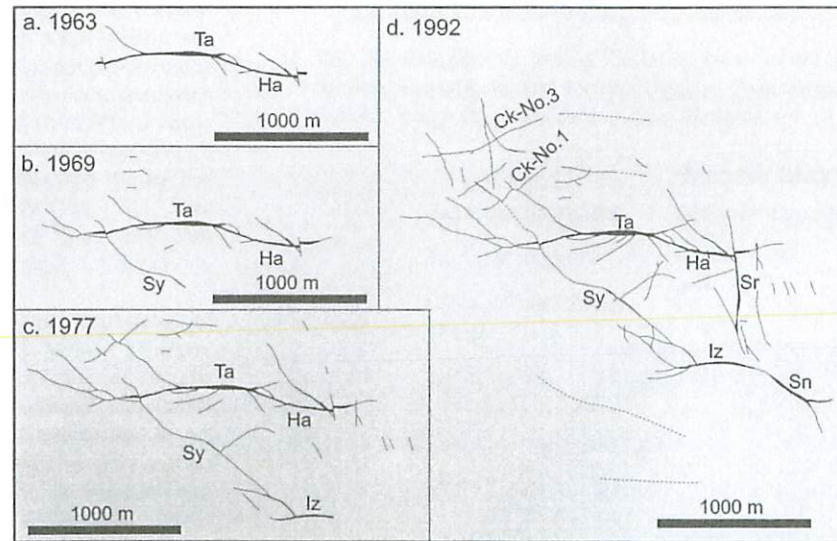 a. 1963
Ta
Ha
1000 m
b. 1969
Ta
Ha
Sy
1000 m
c. 1977
Ta
Ha
Sy
Iz
1000 m
d. 1992
Ck-No.3
Ck-No.1
Ta
Ha
Sr
Sy
Iz
Sn
1000 m